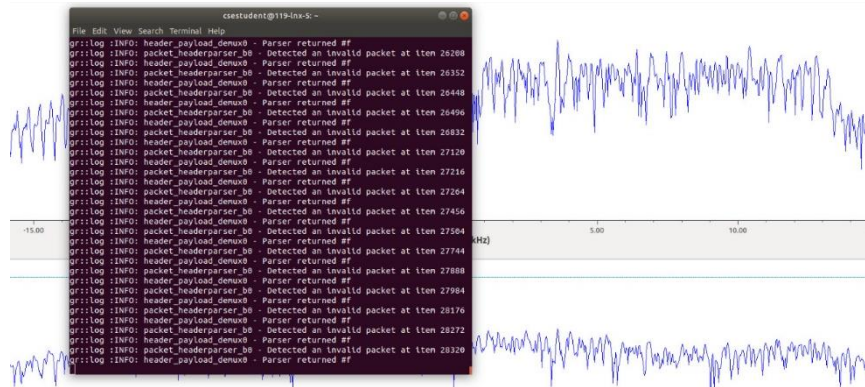 csestudent@119-lnx-S: ~
File Edit View Search Terminal Help
gr::log :INFO: header_payload_demux0 - Parser returned #f
gr::log :INFO: packet_headerparser_b0 - Detected an invalid packet at item 26208
gr::log :INFO: header_payload_demux0 - Parser returned #f
gr::log :INFO: packet_headerparser_b0 - Detected an invalid packet at item 26352
gr::log :INFO: header_payload_demux0 - Parser returned #f
gr::log :INFO: packet_headerparser_b0 - Detected an invalid packet at item 26448
gr::log :INFO: header_payload_demux0 - Parser returned #f
gr::log :INFO: packet_headerparser_b0 - Detected an invalid packet at item 26496
gr::log :INFO: header_payload_demux0 - Parser returned #f
gr::log :INFO: packet_headerparser_b0 - Detected an invalid packet at item 26832
gr::log :INFO: header_payload_demux0 - Parser returned #f
gr::log :INFO: packet_headerparser_b0 - Detected an invalid packet at item 27120
gr::log :INFO: header_payload_demux0 - Parser returned #f
gr::log :INFO: packet_headerparser_b0 - Detected an invalid packet at item 27216
gr::log :INFO: header_payload_demux0 - Parser returned #f
gr::log :INFO: packet_headerparser_b0 - Detected an invalid packet at item 27264
gr::log :INFO: header_payload_demux0 - Parser returned #f
gr::log :INFO: packet_headerparser_b0 - Detected an invalid packet at item 27456
gr::log :INFO: header_payload_demux0 - Parser returned #f
gr::log :INFO: packet_headerparser_b0 - Detected an invalid packet at item 27504
gr::log :INFO: header_payload_demux0 - Parser returned #f
gr::log :INFO: packet_headerparser_b0 - Detected an invalid packet at item 27744
gr::log :INFO: header_payload_demux0 - Parser returned #f
gr::log :INFO: packet_headerparser_b0 - Detected an invalid packet at item 27888
gr::log :INFO: header_payload_demux0 - Parser returned #f
gr::log :INFO: packet_headerparser_b0 - Detected an invalid packet at item 27984
gr::log :INFO: header_payload_demux0 - Parser returned #f
gr::log :INFO: packet_headerparser_b0 - Detected an invalid packet at item 28176
gr::log :INFO: header_payload_demux0 - Parser returned #f
gr::log :INFO: packet_headerparser_b0 - Detected an invalid packet at item 28272
gr::log :INFO: header_payload_demux0 - Parser returned #f
gr::log :INFO: packet_headerparser_b0 - Detected an invalid packet at item 28320
gr::log :INFO: header_payload_demux0 - Parser returned #f
-15.00 5.00 10.00
kHz)